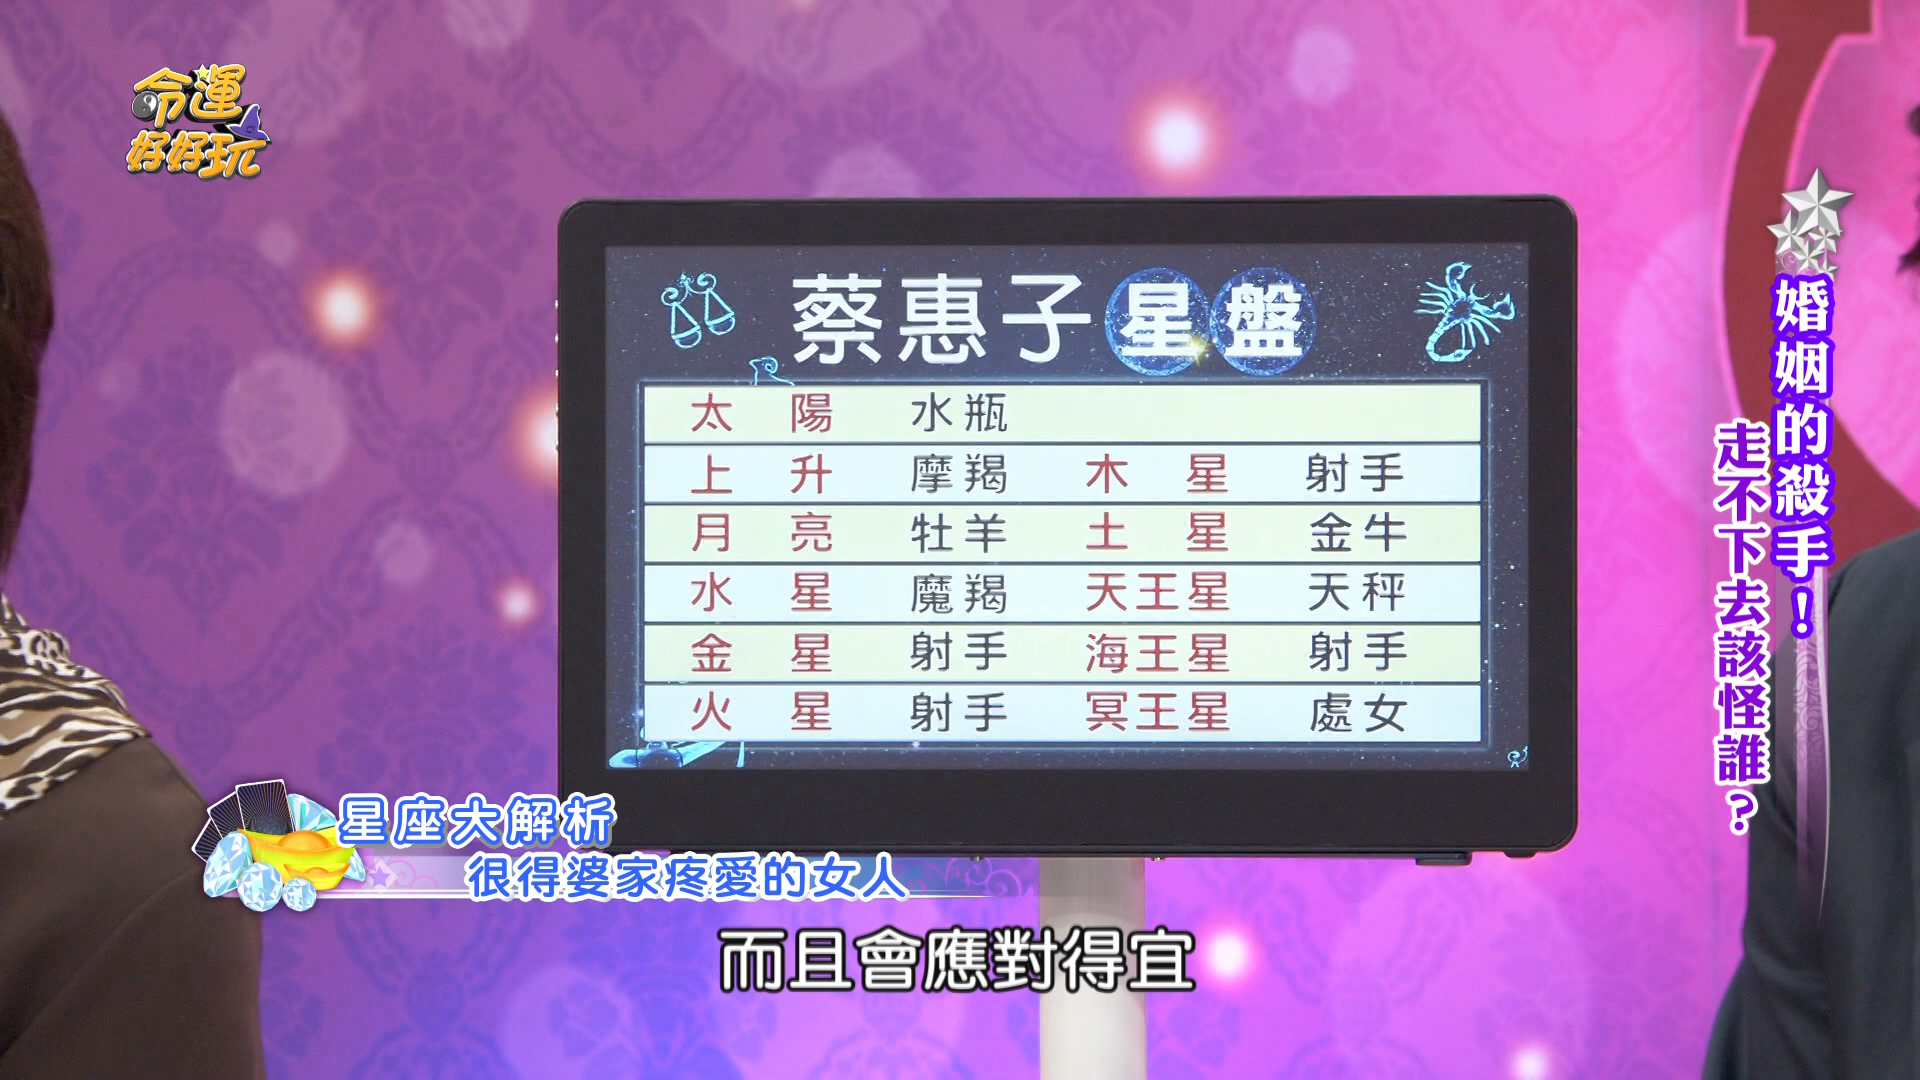 命運
好好玩
婚姻的殺手！
走不下去該怪誰？
蔡惠子星盤
太陽 水瓶
上升 摩羯 木星 射手
月亮 牡羊 土星 金牛
水星 魔羯 天王星 天秤
金星 射手 海王星 射手
火星 射手 冥王星 處女
星座大解析
很得婆家疼愛的女人
而且會應對得宜